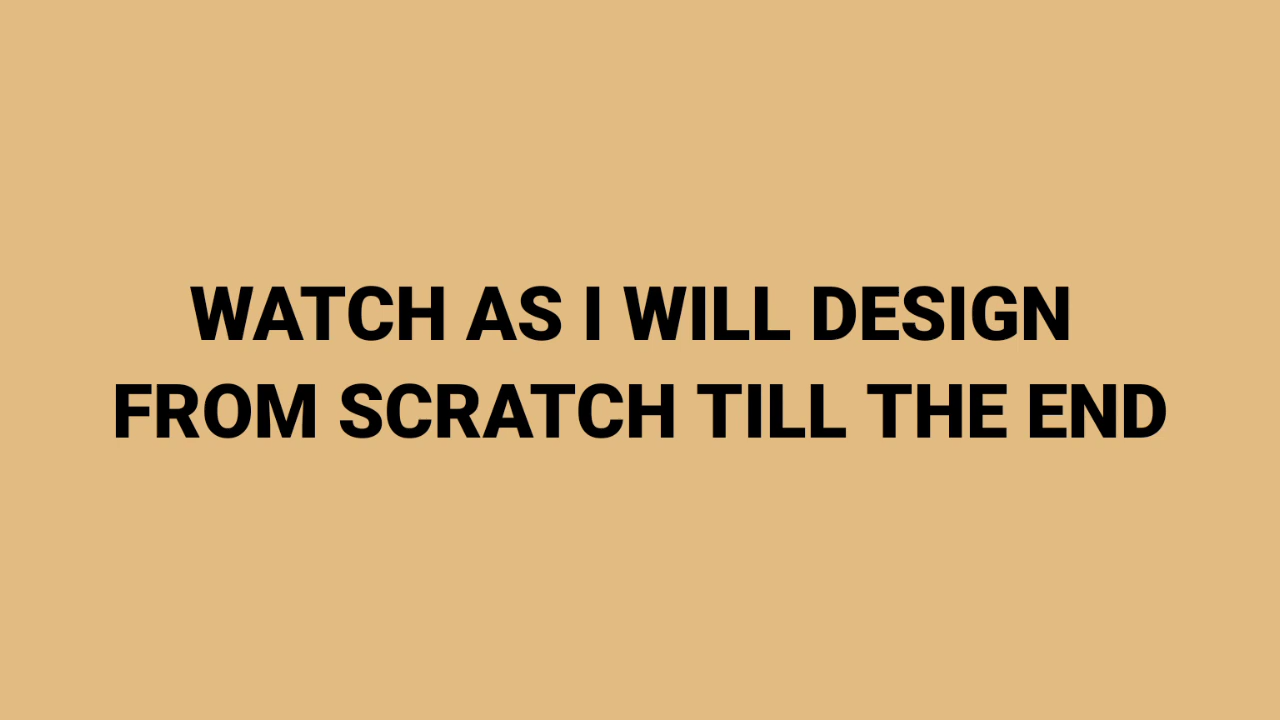 WATCH AS I WILL DESIGN
FROM SCRATCH TILL THE END